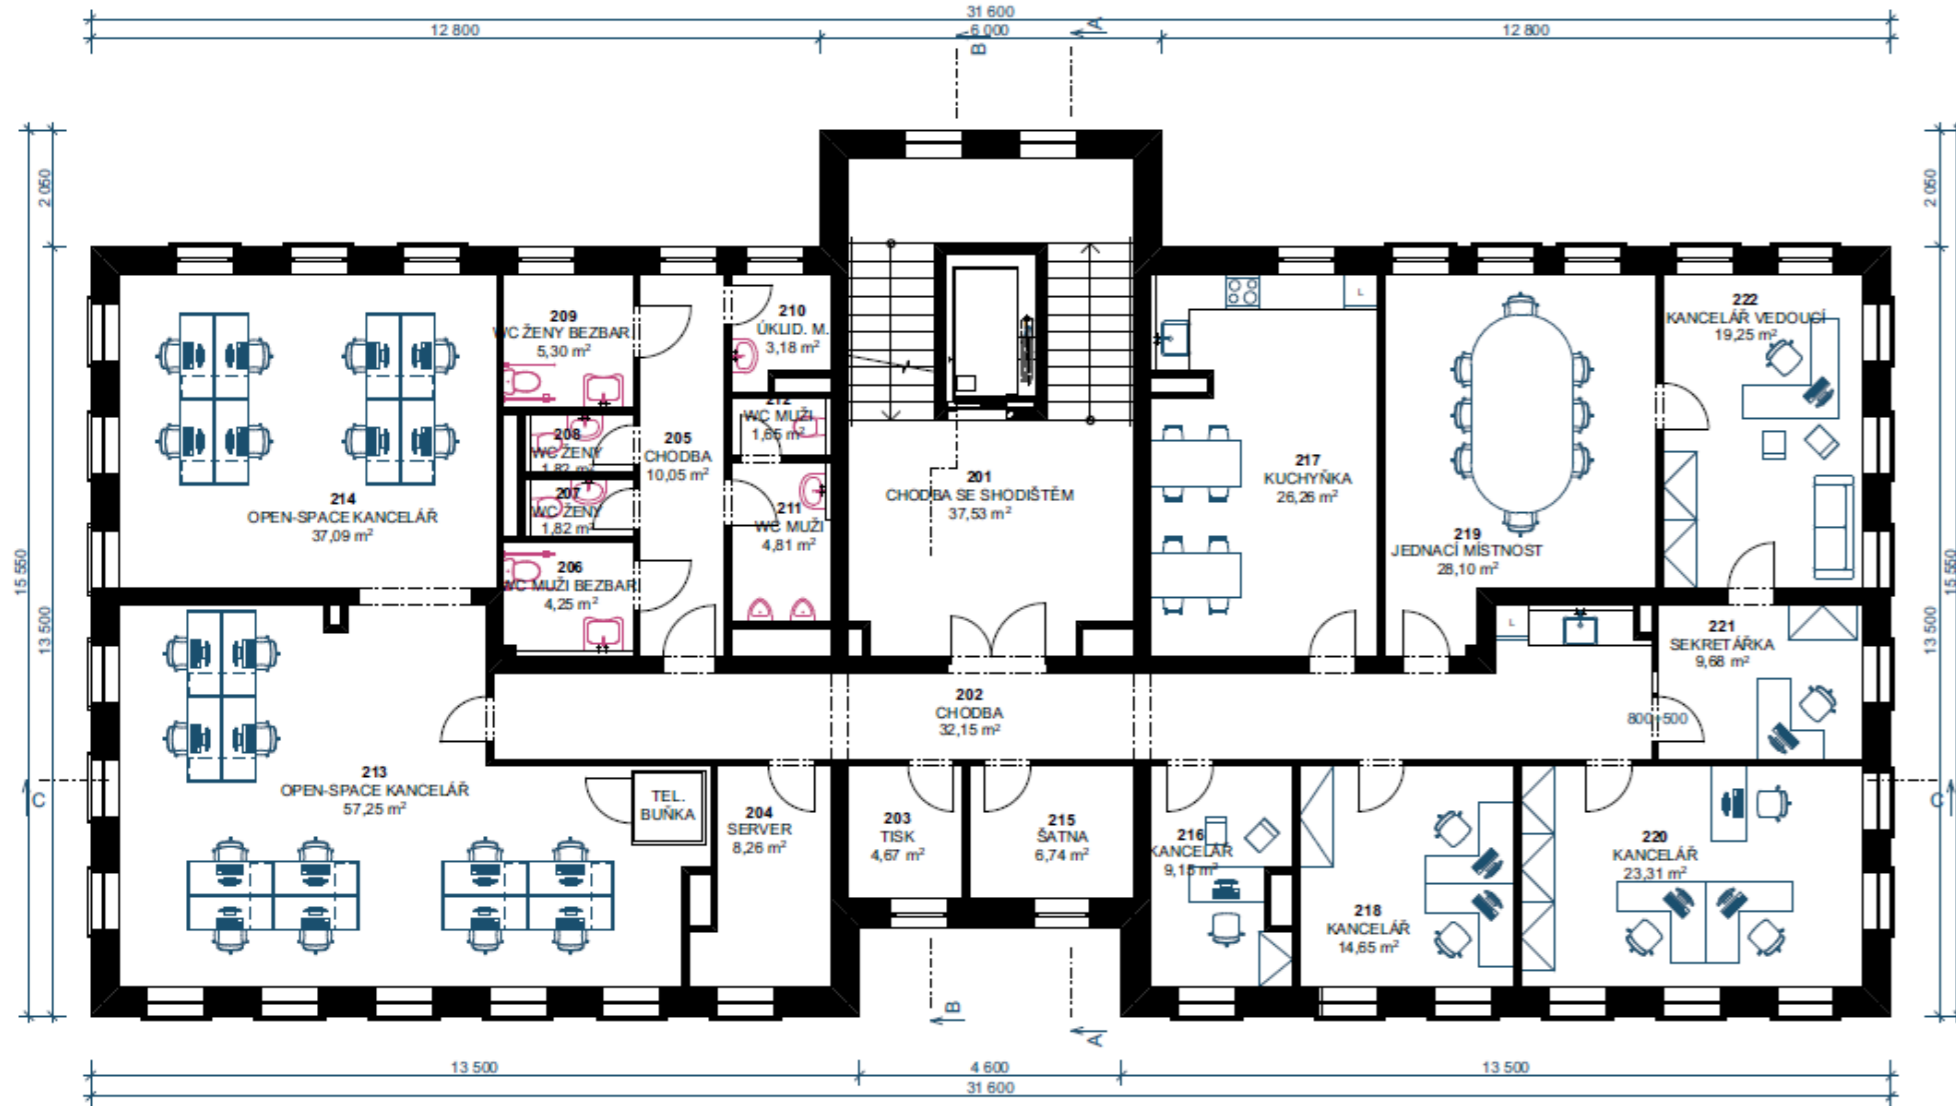 31 600
12 800
6 000
12 800
A
B
2 050
2 050
15 550
13 500
13 500
15 550
209
WC ŽENY BEZBAR
5,30 m²
210
ÚKLID. M.
3,18 m²
222
KANCELÁŘ VEDOUCÍ
19,25 m²
L
212
WC MUŽI
1,65 m²
208
WC ŽENY
1,82 m²
205
CHODBA
10,05 m²
207
WC ŽENY
1,82 m²
211
WC MUŽI
4,81 m²
201
CHODBA SE SHODIŠTĚM
37,53 m²
217
KUCHYŇKA
26,26 m²
214
OPEN-SPACE KANCELÁŘ
37,09 m²
219
JEDNACÍ MÍSTNOST
28,10 m²
206
WC MUŽI BEZBAR
4,25 m²
L
221
SEKRETÁŘKA
9,68 m²
202
CHODBA
32,15 m²
800+500
213
OPEN-SPACE KANCELÁŘ
57,25 m²
TEL.
BUŇKA
204
SERVER
8,26 m²
203
TISK
4,67 m²
215
ŠATNA
6,74 m²
216
KANCELÁŘ
218
KANCELÁŘ
14,65 m²
220
KANCELÁŘ
23,31 m²
C
C
B
A
13 500
4 600
13 500
31 600